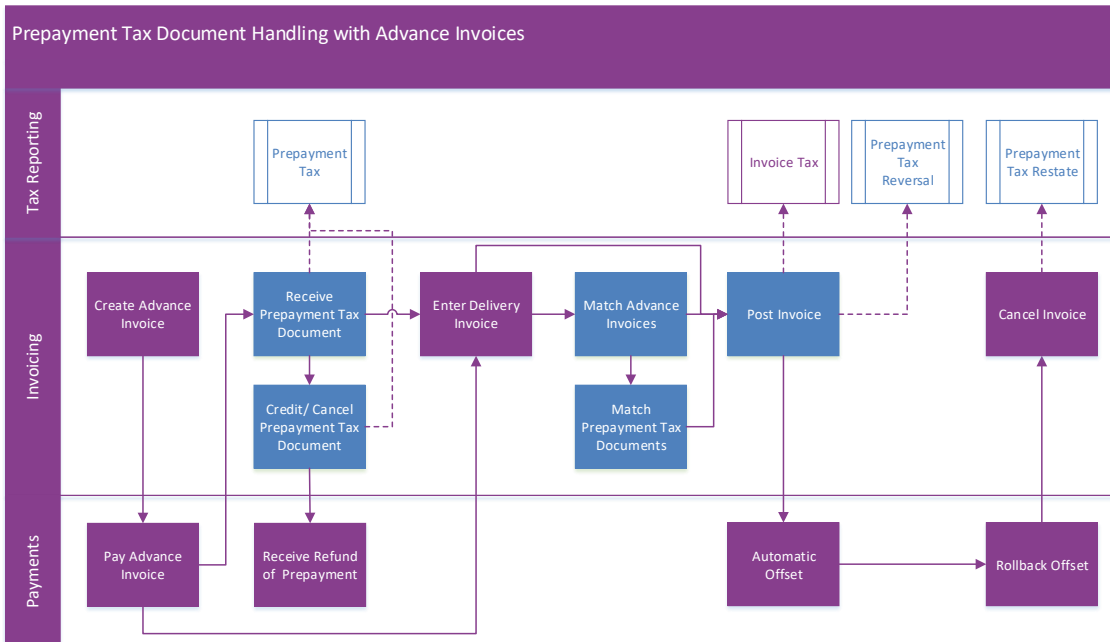 Prepayment Tax Document Handling with Advance Invoices
Tax Reporting
Prepayment
Tax
Invoice Tax
Prepayment
Tax
Reversal
Prepayment
Tax Restate
Invoicing
Create Advance
Invoice
Receive
Prepayment Tax
Document
Enter Delivery
Invoice
Match Advance
Invoices
Post Invoice
Cancel Invoice
Credit/ Cancel
Prepayment Tax
Document
Match
Prepayment Tax
Documents
Payments
Pay Advance
Invoice
Receive Refund
of Prepayment
Automatic
Offset
Rollback Offset